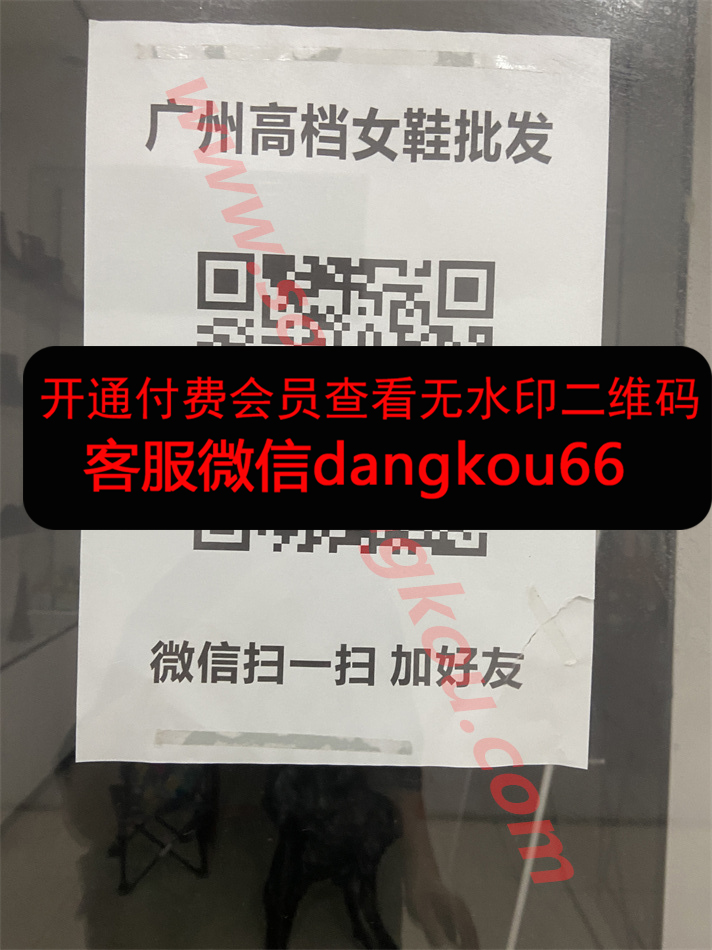 广州高档女鞋批发
开通付费会员查看无水印二维码
客服微信dangkou66
微信扫一扫 加好友